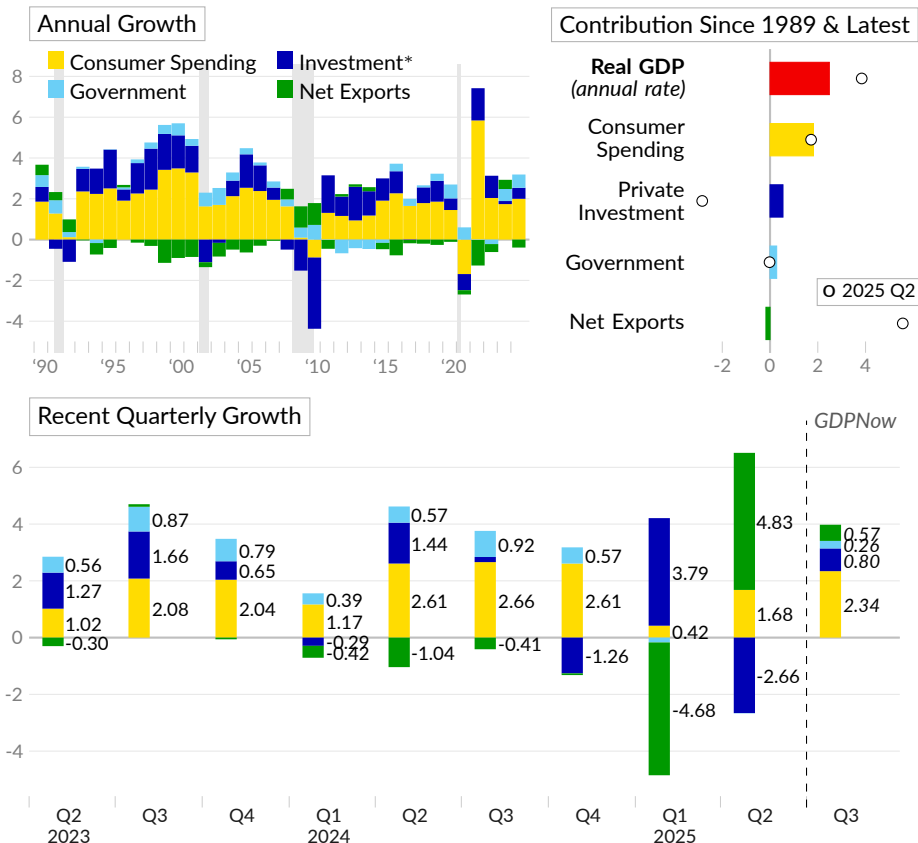 Annual Growth
Consumer Spending
Investment*
Government
Net Exports
8
6
4
2
0
-2
-4
‘90
‘95
‘00
‘05
‘10
‘15
‘20
Contribution Since 1989 & Latest
Real GDP
(annual rate)
Consumer
Spending
Private
Investment
Government
o 2025 Q2
Net Exports
-2
0
2
4
Recent Quarterly Growth
GDPNow
6
4
2
0
-2
-4
0.56
1.27
1.02
-0.30
0.87
1.66
2.08
0.79
0.65
2.04
0.39
1.17
-0.29
-0.42
0.57
1.44
2.61
-1.04
0.92
2.66
-0.41
0.57
2.61
-1.26
3.79
0.42
-4.68
4.83
1.68
-2.66
0.57
0.26
0.80
2.34
Q2
2023
Q3
Q4
Q1
2024
Q2
Q3
Q4
Q1
2025
Q2
Q3